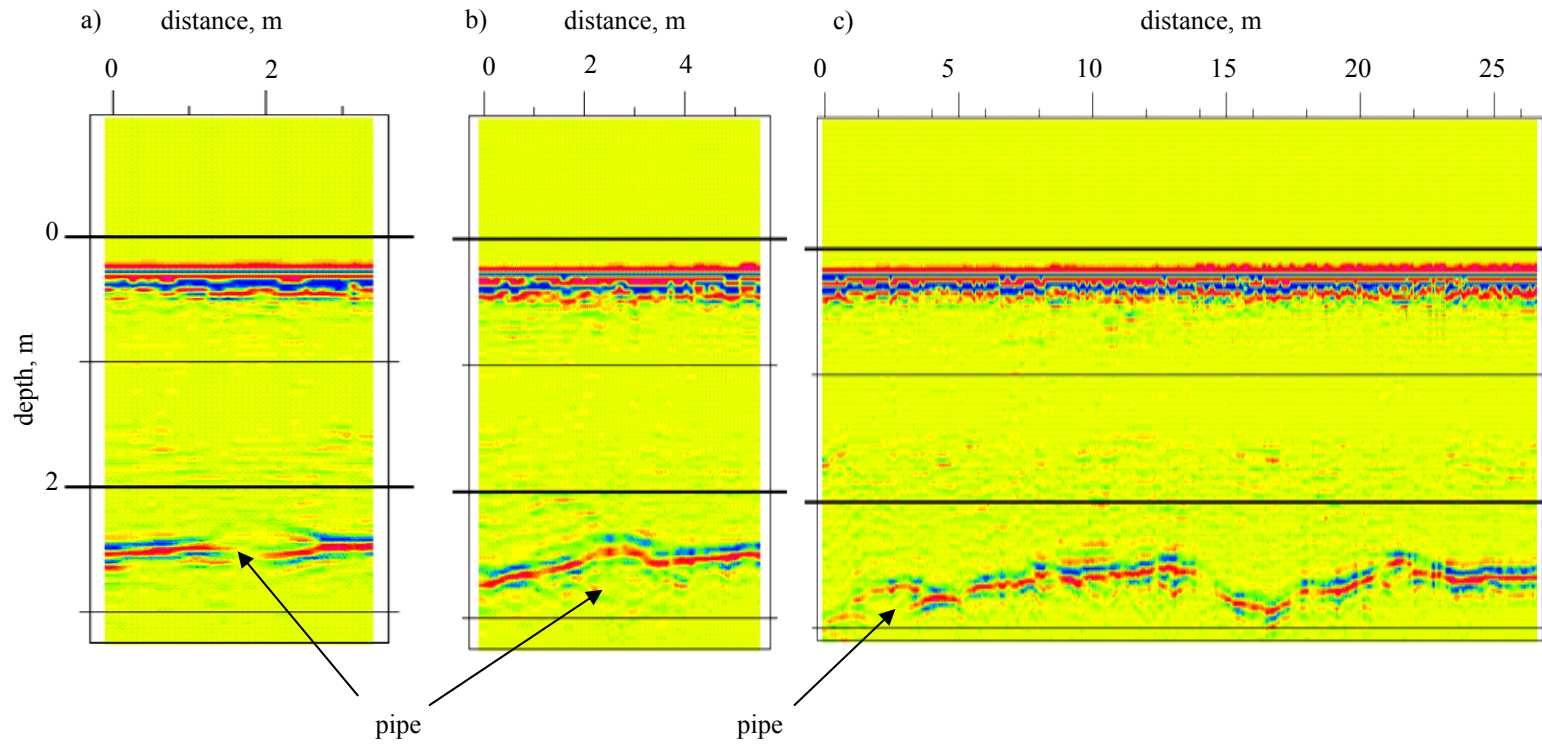 a) distance, m
0 2
b) distance, m
0 2 4
c) distance, m
0 5 10 15 20 25
depth, m
0
2
pipe
pipe